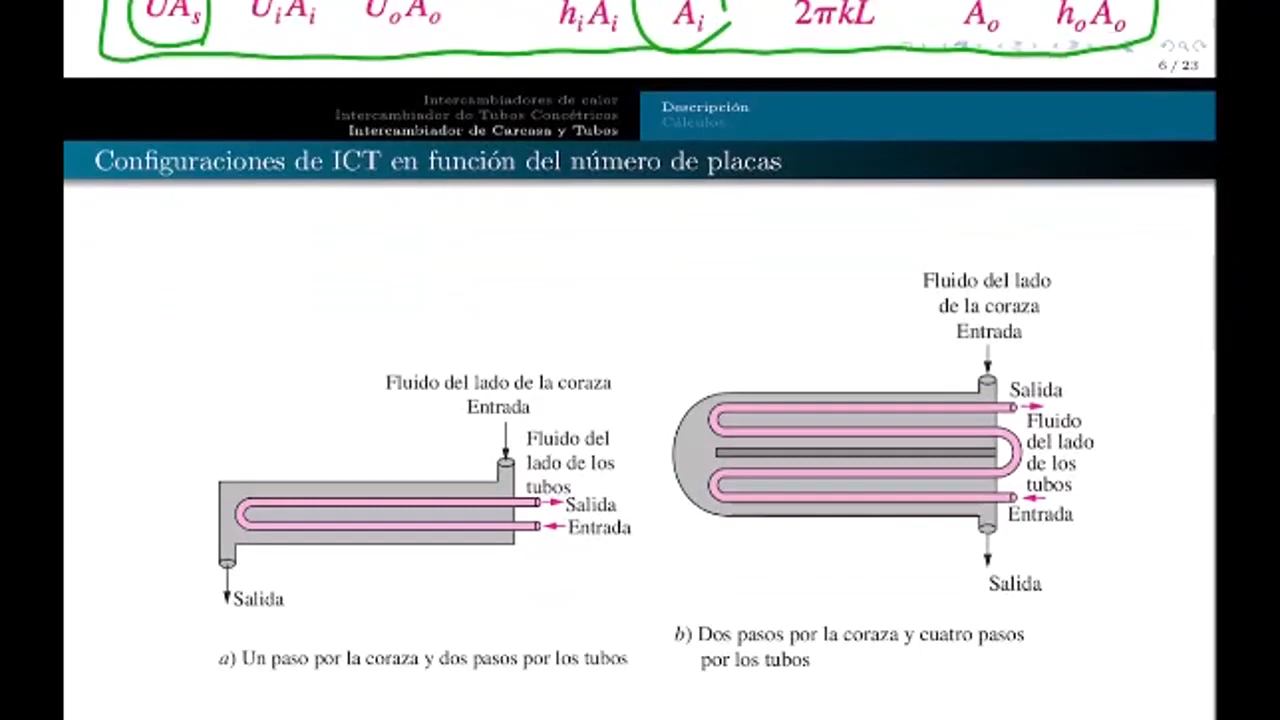 UA_s U_iA_i U_oA_o h_iA_i A_i 2πkL A_o h_oA_o
6 / 23
Intercambiadores de calor
Intercambiador de Tubos Concétricos
Intercambiador de Carcasa y Tubos
Descripción
Cálculos
Configuraciones de ICT en función del número de placas
Fluido del lado de la coraza
Entrada
Fluido del
lado de los
tubos
Salida
Entrada
Salida
a) Un paso por la coraza y dos pasos por los tubos
Fluido del lado
de la coraza
Entrada
Salida
Fluido
del lado
de los
tubos
Entrada
Salida
b) Dos pasos por la coraza y cuatro pasos
por los tubos